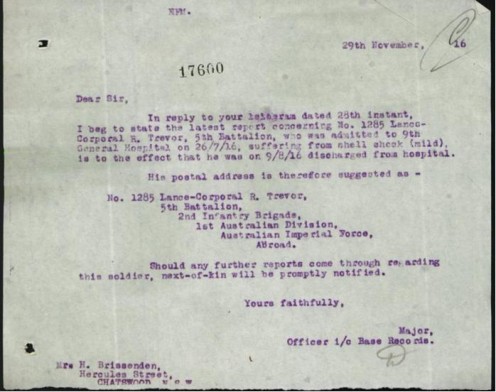 KPM.
29th November, 16
17600
Dear Sir,
In reply to your telegram dated 28th instant,
I beg to state the latest report concerning No. 1285 Lance-
Corporal R. Trevor, 5th Battalion, who was admitted to 9th
General Hospital on 26/7/16, suffering from shell shock (mild),
is to the effect that he was on 9/8/16 discharged from hospital.
His postal address is therefore suggested as -
No. 1285 Lance-Corporal R. Trevor,
5th Battalion,
2nd Infantry Brigade,
1st Australian Division,
Australian Imperial Force,
Abroad.
Should any further reports come through regarding
this soldier, next-of-kin will be promptly notified.
Yours faithfully,
Major,
Officer i/c Base Records.
Mrs H. Brissenden,
Hercules Street,
CHATSWOOD N.S.W